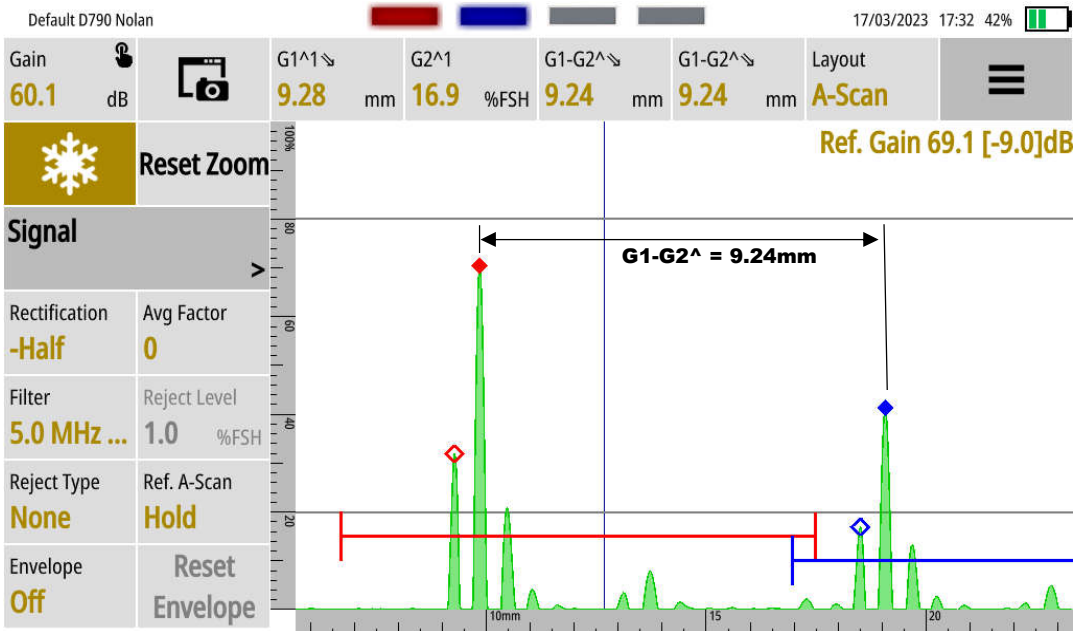 Default D790 Nolan
17/03/2023 17:32 42%
Gain
60.1 dB
G1^1⇘
9.28 mm
G2^1
16.9 %FSH
G1-G2^⇘
9.24 mm
G1-G2^⇘
9.24 mm
Layout
A-Scan
Reset Zoom
Ref. Gain 69.1 [-9.0]dB
Signal
>
Rectification
-Half
Avg Factor
0
Filter
5.0 MHz ...
Reject Level
1.0 %FSH
Reject Type
None
Ref. A-Scan
Hold
Envelope
Off
Reset
Envelope
100%
80
60
40
20
G1-G2^ = 9.24mm
10mm
15
20